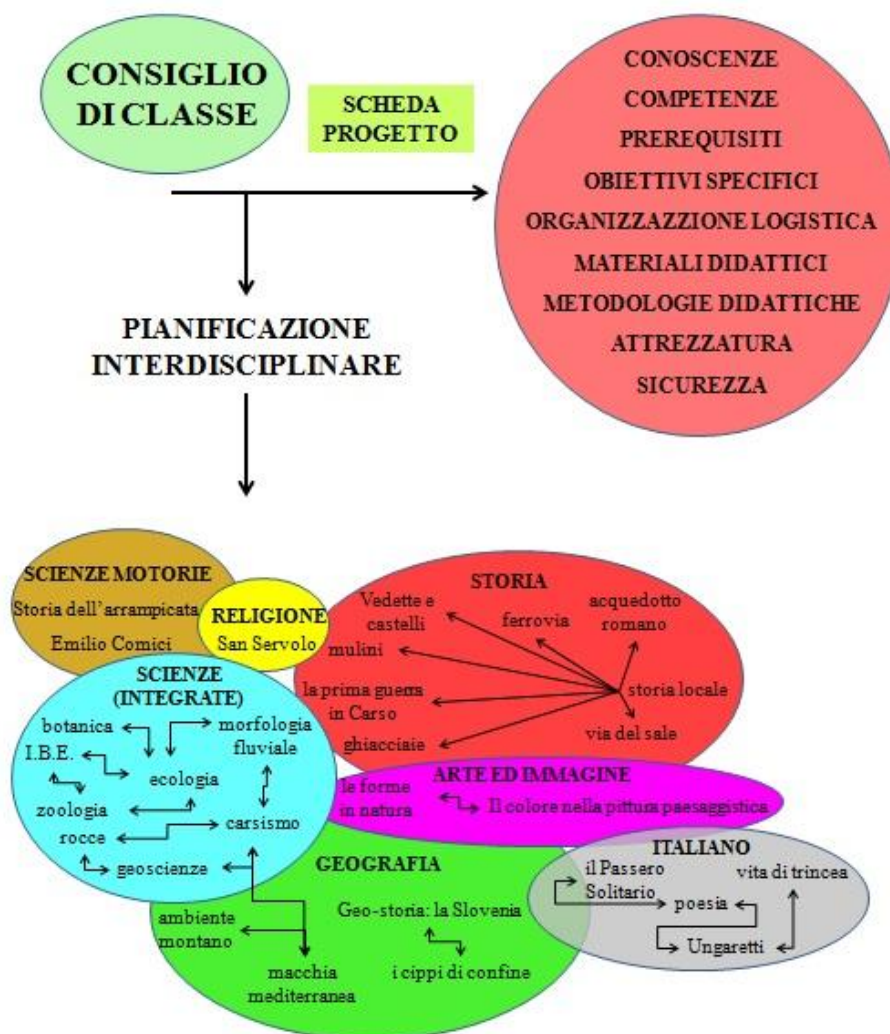 CONSIGLIO
DI CLASSE
SCHEDA
PROGETTO
CONOSCENZE
COMPETENZE
PREREQUISITI
OBIETTIVI SPECIFICI
ORGANIZZAZZIONE LOGISTICA
MATERIALI DIDATTICI
METODOLOGIE DIDATTICHE
ATTREZZATURA
SICUREZZA
PIANIFICAZIONE
INTERDISCIPLINARE
SCIENZE MOTORIE
Storia dell'arrampicata
Emilio Comici
RELIGIONE
San Servolo
STORIA
Vedette e
castelli
ferrovia
acquedotto
romano
mulini
la prima guerra
in Carso
storia locale
ghiacciaie
via del sale
SCIENZE
(INTEGRATE)
botanica
morfologia
fluviale
I.B.E.
ecologia
zoologia
rocce
carsismo
geoscienze
ARTE ED IMMAGINE
le forme
in natura
Il colore nella pittura paesaggistica
GEOGRAFIA
Geo-storia: la Slovenia
ambiente
montano
macchia
mediterranea
i cippi di confine
ITALIANO
il Passero
Solitario
vita di trincea
poesia
Ungaretti